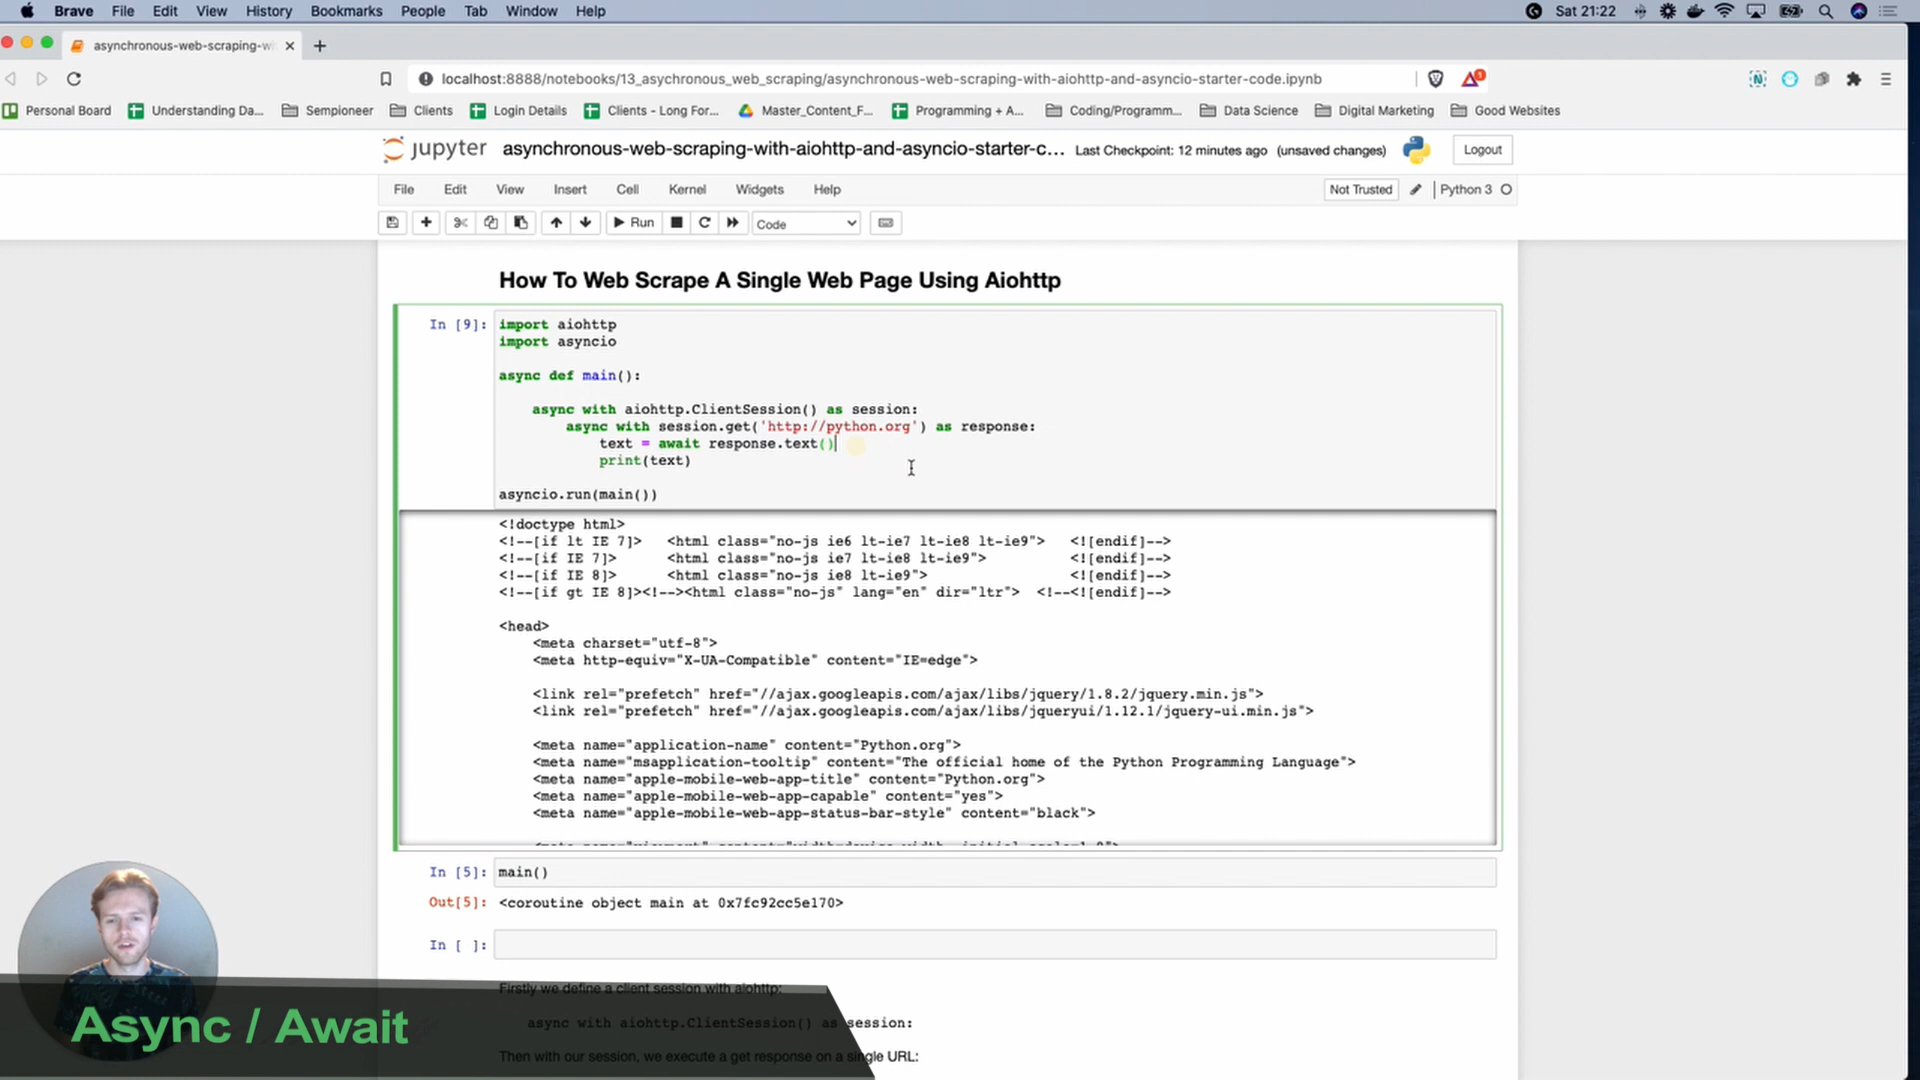 Brave File Edit View History Bookmarks People Tab Window Help Sat 21:22
asynchronous-web-scraping-wi
localhost:8888/notebooks/13_asychronous_web_scraping/asynchronous-web-scraping-with-aiohttp-and-asyncio-starter-code.ipynb 1
Personal Board Understanding Da... Sempioneer Clients Login Details Clients - Long For... Master_Content_F... Programming + A... Coding/Programm... Data Science Digital Marketing Good Websites
jupyter asynchronous-web-scraping-with-aiohttp-and-asyncio-starter-c... Last Checkpoint: 12 minutes ago (unsaved changes) Logout
File Edit View Insert Cell Kernel Widgets Help Not Trusted Python 3
Run Code
How To Web Scrape A Single Web Page Using Aiohttp
In [9]: import aiohttp
import asyncio
async def main():
async with aiohttp.ClientSession() as session:
async with session.get('http://python.org') as response:
text = await response.text()
print(text)
asyncio.run(main())
<!doctype html>
<!--[if lt IE 7]> <html class="no-js ie6 lt-ie7 lt-ie8 lt-ie9"> <![endif]-->
<!--[if IE 7]> <html class="no-js ie7 lt-ie8 lt-ie9"> <![endif]-->
<!--[if IE 8]> <html class="no-js ie8 lt-ie9"> <![endif]-->
<!--[if gt IE 8]><!--><html class="no-js" lang="en" dir="ltr"> <!--<![endif]-->
<head>
<meta charset="utf-8">
<meta http-equiv="X-UA-Compatible" content="IE=edge">
<link rel="prefetch" href="//ajax.googleapis.com/ajax/libs/jquery/1.8.2/jquery.min.js">
<link rel="prefetch" href="//ajax.googleapis.com/ajax/libs/jqueryui/1.12.1/jquery-ui.min.js">
<meta name="application-name" content="Python.org">
<meta name="msapplication-tooltip" content="The official home of the Python Programming Language">
<meta name="apple-mobile-web-app-title" content="Python.org">
<meta name="apple-mobile-web-app-capable" content="yes">
<meta name="apple-mobile-web-app-status-bar-style" content="black">
In [5]: main()
Out[5]: <coroutine object main at 0x7fc92cc5e170>
In [ ]:
Firstly we define a client session with aiohttp:
async with aiohttp.ClientSession() as session:
Then with our session, we execute a get response on a single URL:
Async / Await